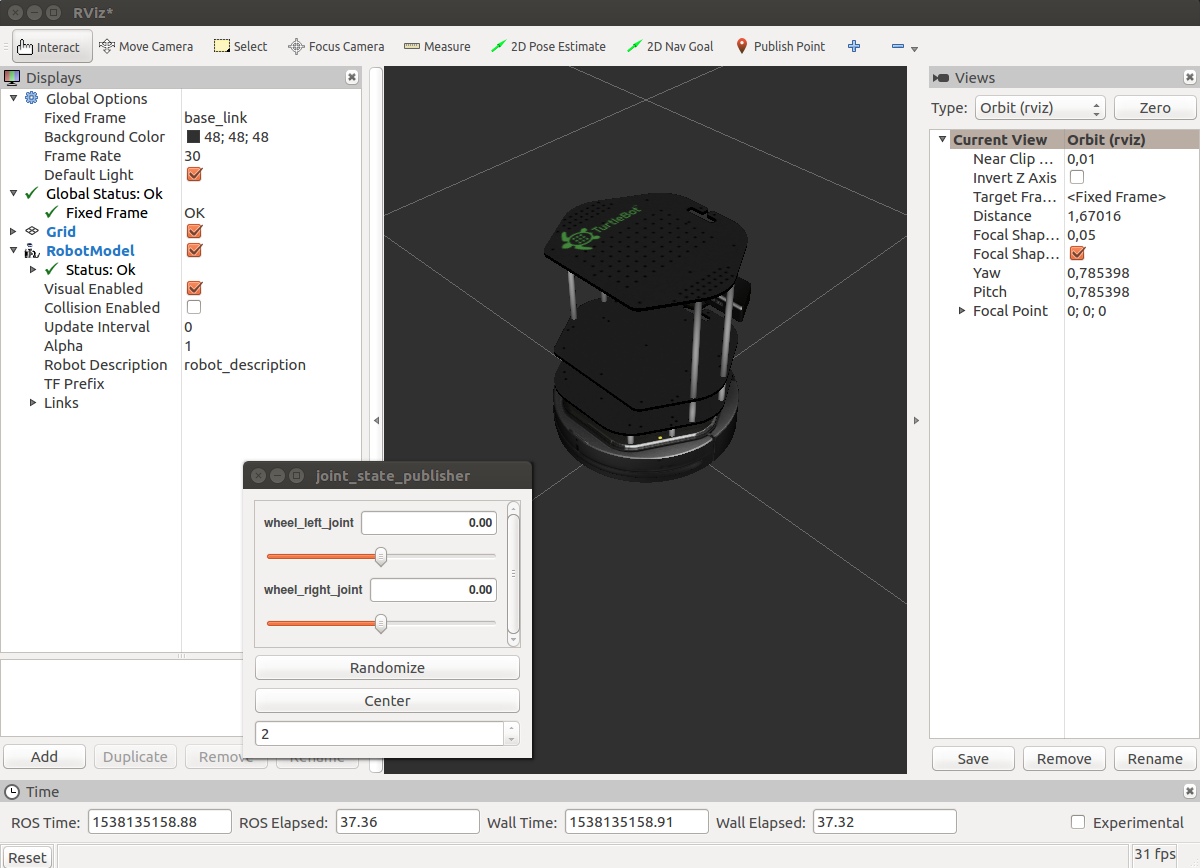 RViz*
Interact Move Camera Select Focus Camera Measure 2D Pose Estimate 2D Nav Goal Publish Point
Displays
Global Options
Fixed Frame base_link
Background Color 48; 48; 48
Frame Rate 30
Default Light
Global Status: Ok
Fixed Frame OK
Grid
RobotModel
Status: Ok
Visual Enabled
Collision Enabled
Update Interval 0
Alpha 1
Robot Description robot_description
TF Prefix
Links
Add Duplicate Remove Rename
TurtleBot
joint_state_publisher
wheel_left_joint 0.00
wheel_right_joint 0.00
Randomize
Center
2
Views
Type: Orbit (rviz) Zero
Current View Orbit (rviz)
Near Clip ... 0,01
Invert Z Axis
Target Fra... <Fixed Frame>
Distance 1,67016
Focal Shap... 0,05
Focal Shap...
Yaw 0,785398
Pitch 0,785398
Focal Point 0; 0; 0
Save Remove Rename
Time
ROS Time: 1538135158.88 ROS Elapsed: 37.36 Wall Time: 1538135158.91 Wall Elapsed: 37.32 Experimental
Reset 31 fps